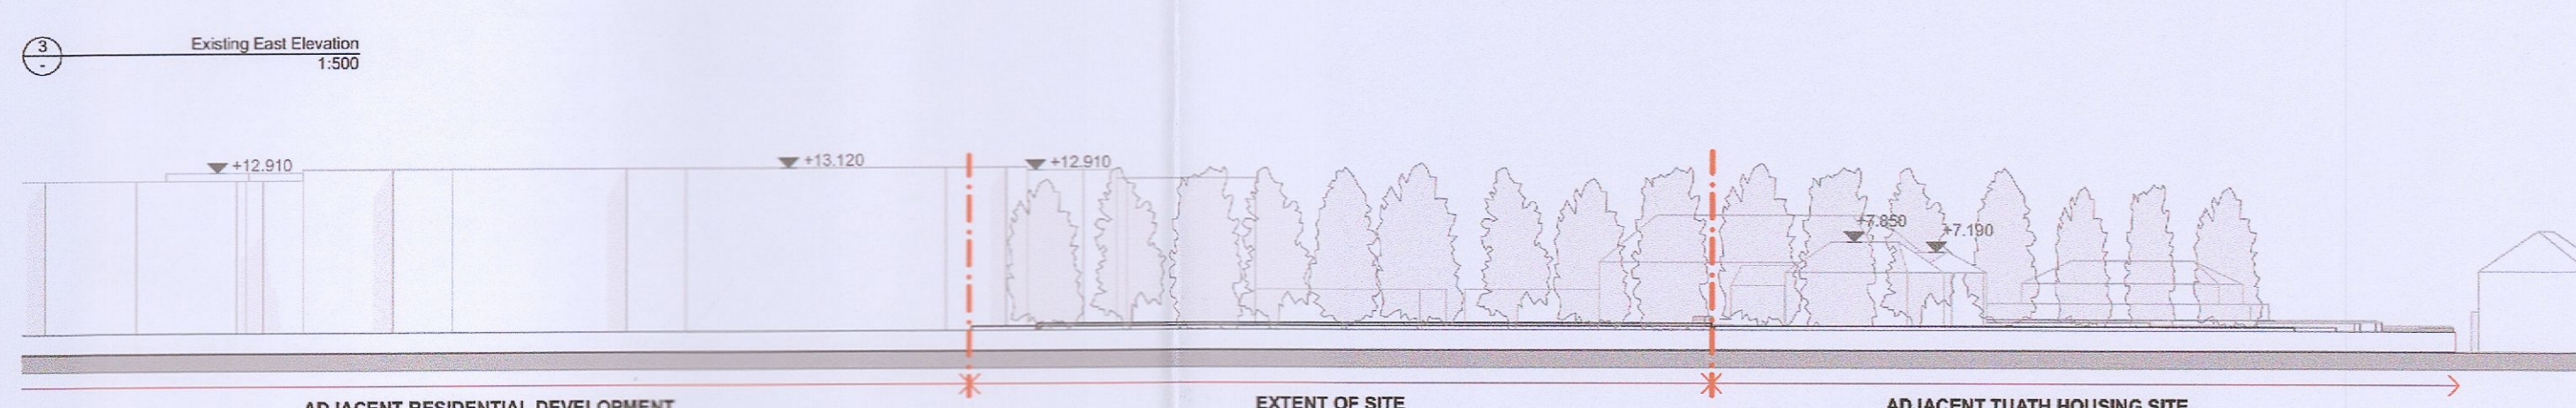 3
Existing East Elevation
-
1:500
+12.910
+13.120
+12.910
+7.850
+7.190
ADJACENT RESIDENTIAL DEVELOPMENT
EXTENT OF SITE
ADJACENT TUATH HOUSING SITE